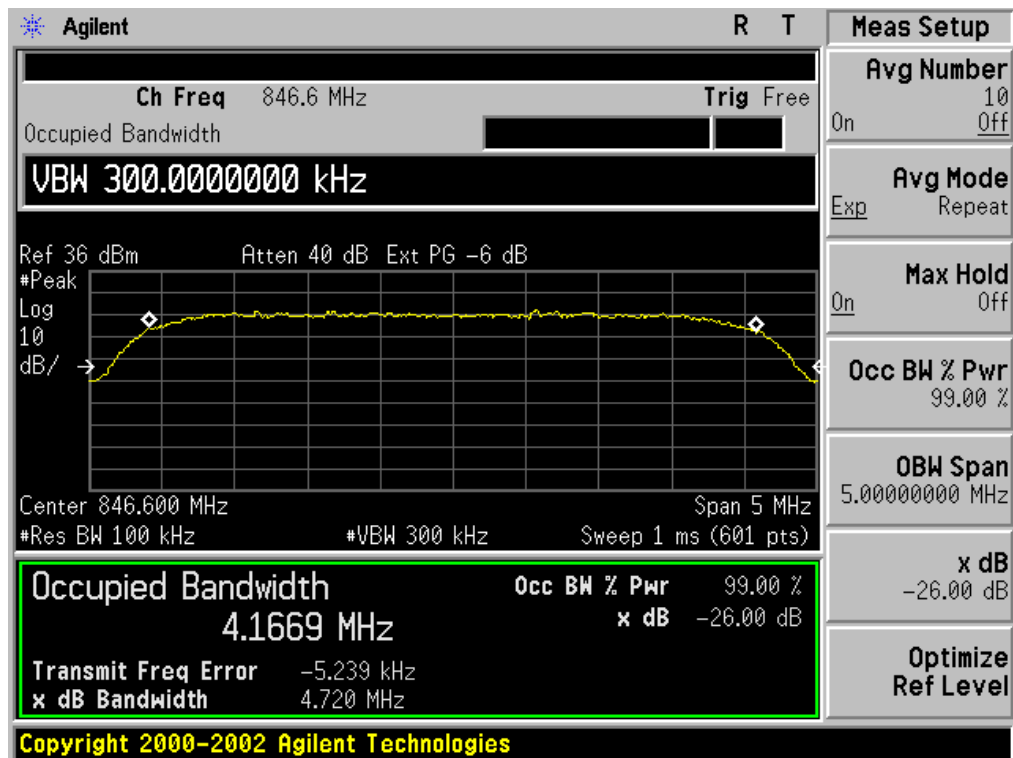 Agilent R T
Ch Freq 846.6 MHz Trig Free
Occupied Bandwidth
VBW 300.0000000 kHz
Ref 36 dBm Atten 40 dB Ext PG -6 dB
#Peak
Log
10
dB/
Center 846.600 MHz Span 5 MHz
#Res BW 100 kHz #VBW 300 kHz Sweep 1 ms (601 pts)
Occupied Bandwidth Occ BW % Pwr 99.00 %
4.1669 MHz x dB -26.00 dB
Transmit Freq Error -5.239 kHz
x dB Bandwidth 4.720 MHz
Copyright 2000-2002 Agilent Technologies
Meas Setup
Avg Number
10
On Off
Avg Mode
Exp Repeat
Max Hold
On Off
Occ BW % Pwr
99.00 %
OBW Span
5.00000000 MHz
x dB
-26.00 dB
Optimize
Ref Level